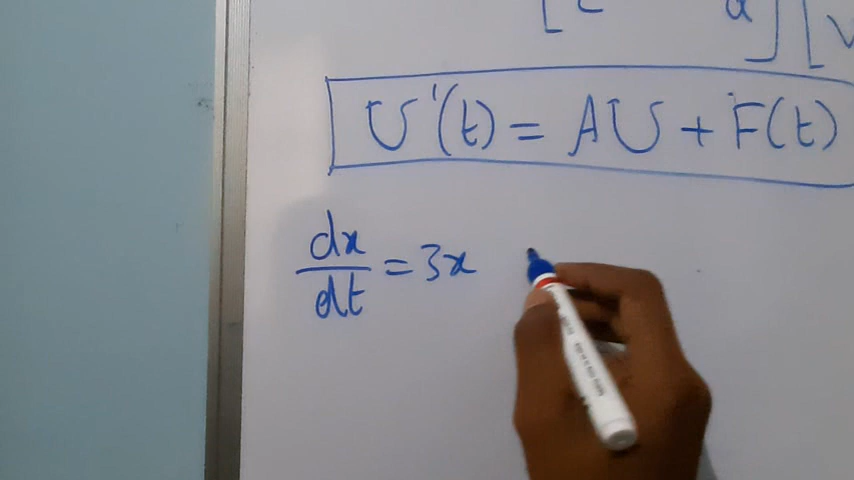 [c d] [v
U'(t) = AU + F(t)
dx/dt = 3x